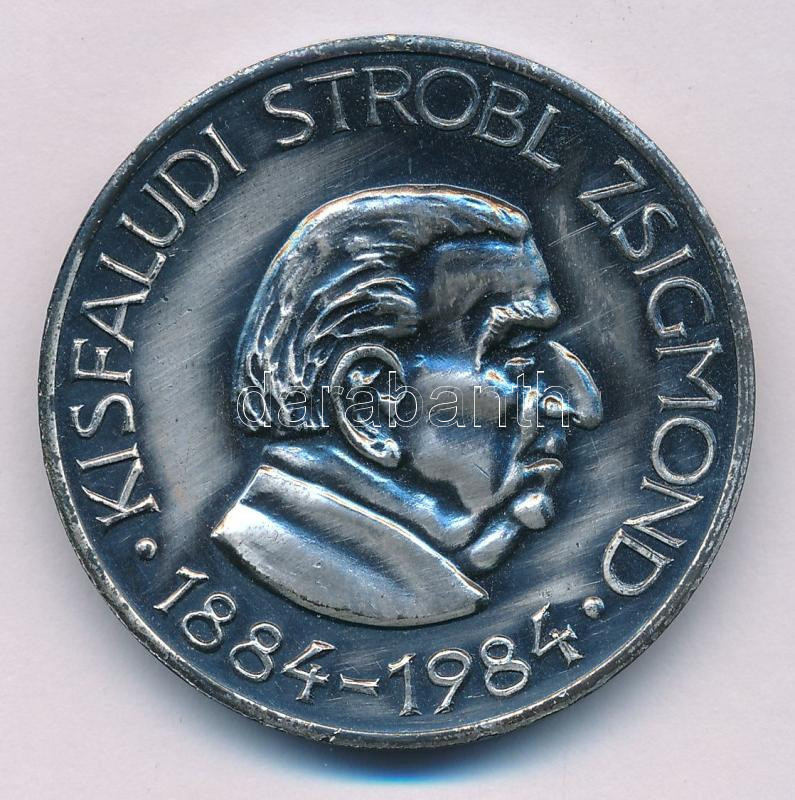 · KISFALUDI STROBL ZSIGMOND ·
1884-1984
darabanth